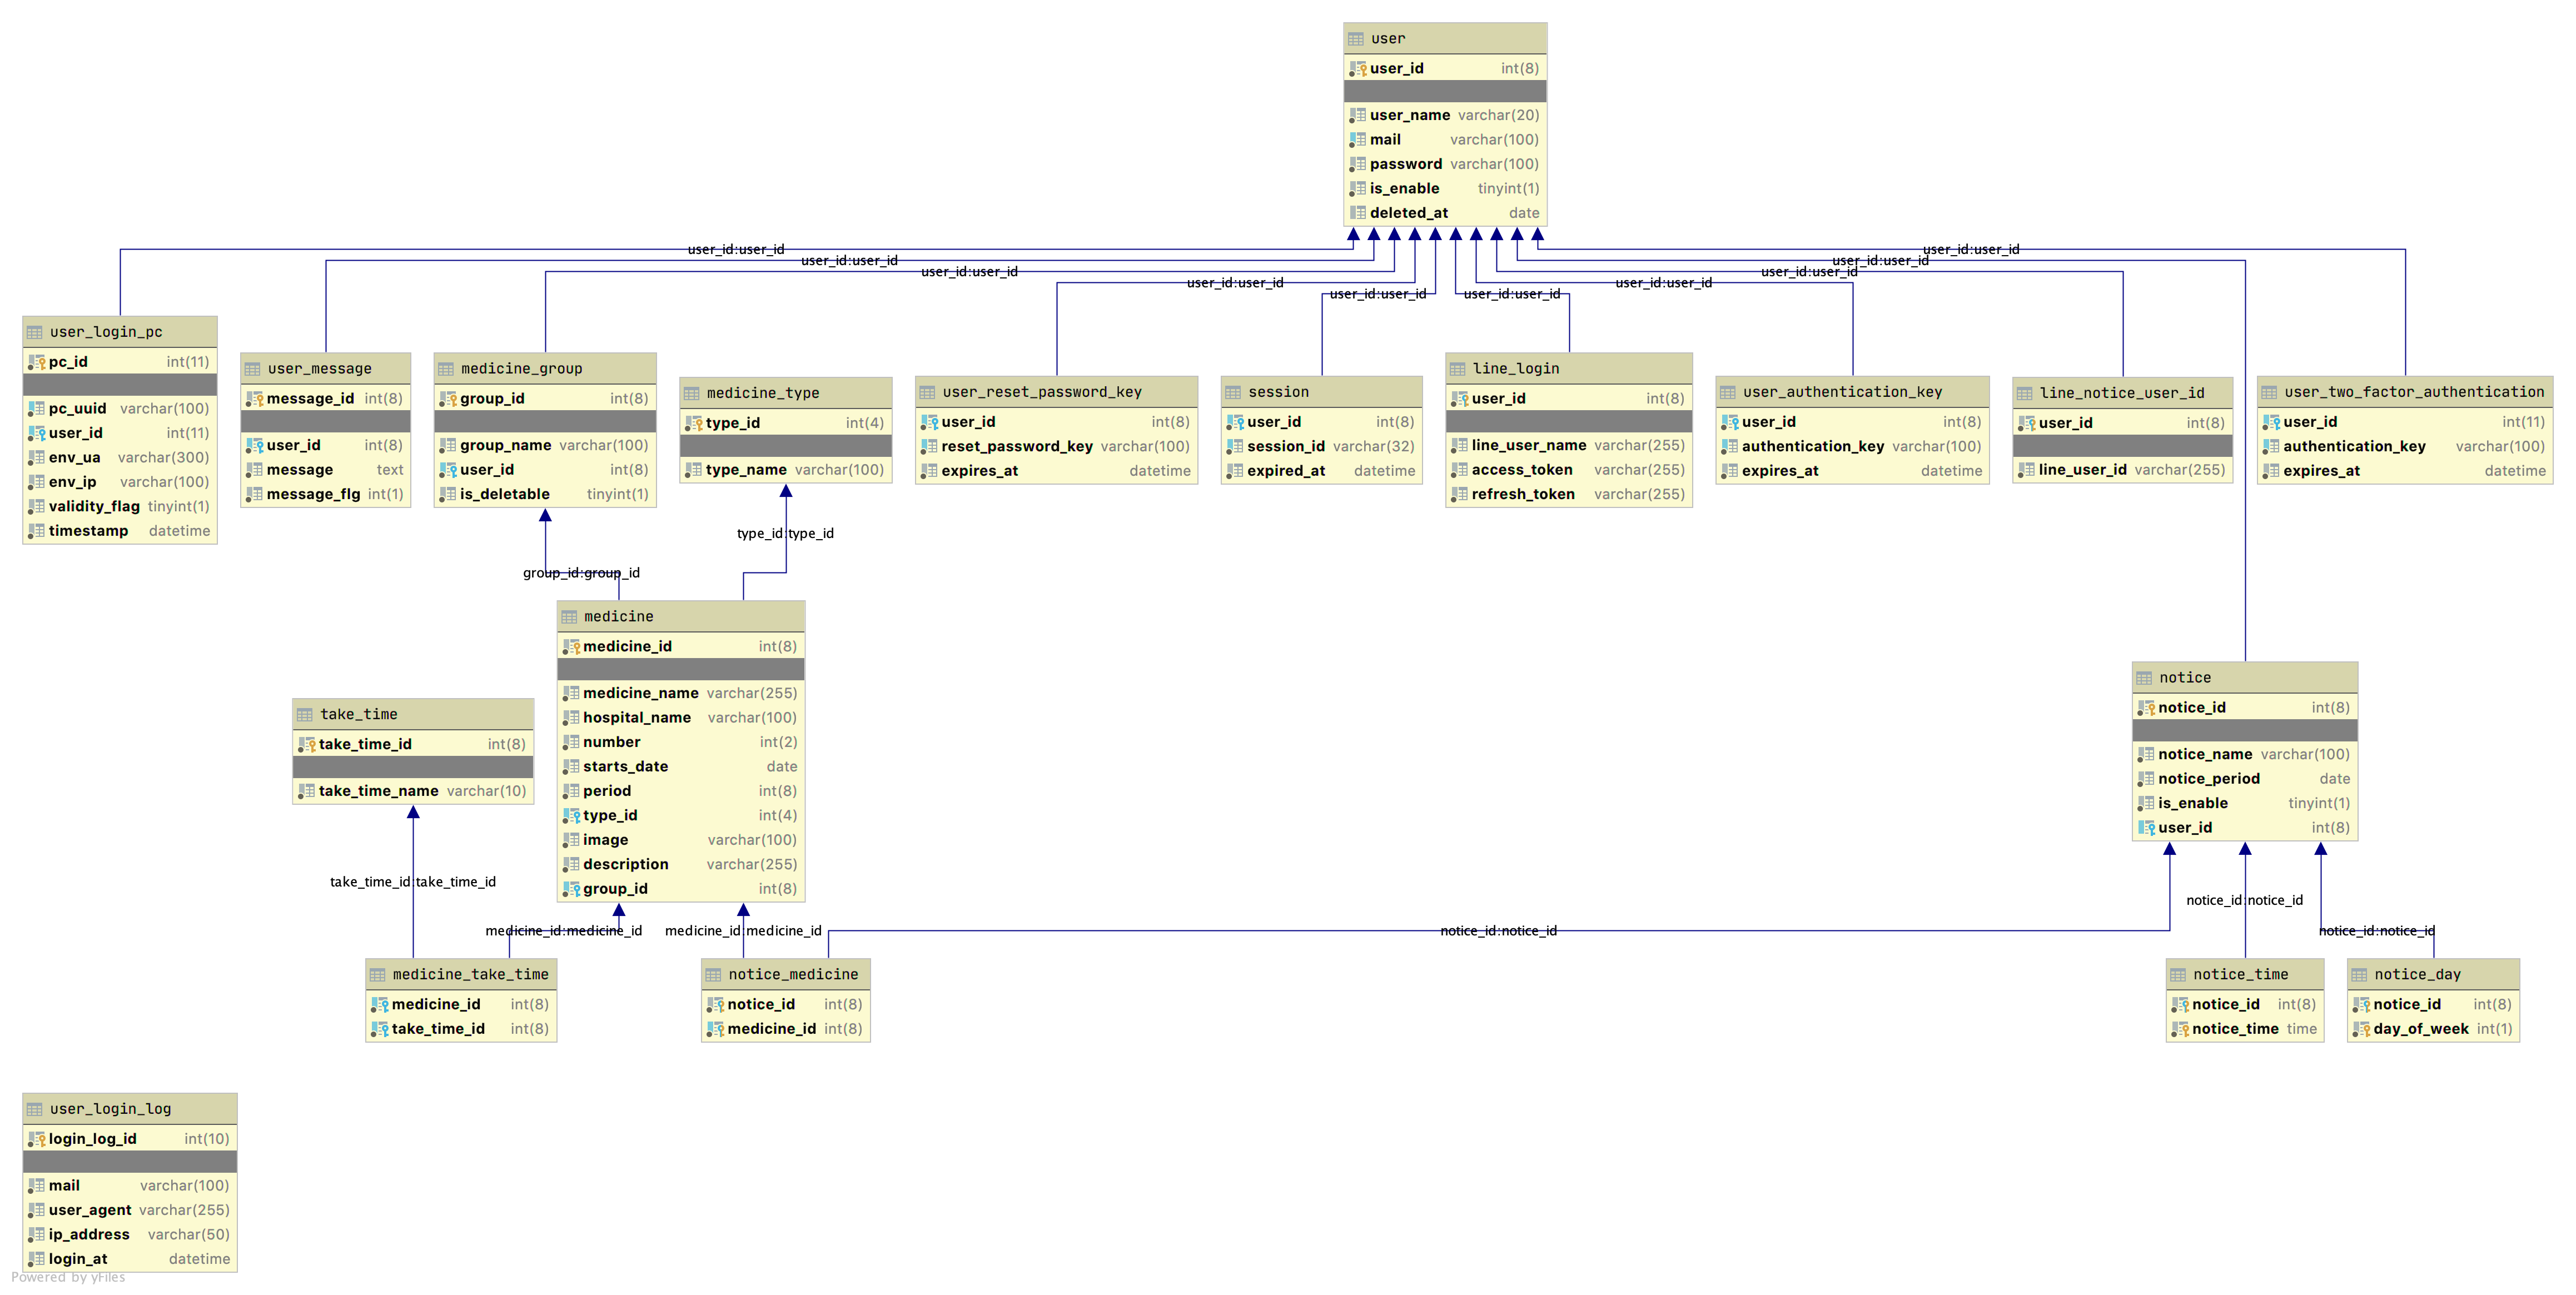 user
user_id int(8)
user_name varchar(20)
mail varchar(100)
password varchar(100)
is_enable tinyint(1)
deleted_at date
user_id:user_id
user_id:user_id
user_id:user_id
user_id:user_id
user_id:user_id
user_id:user_id
user_id:user_id
user_id:user_id
user_id:user_id
user_id:user_id
user_login_pc
pc_id int(11)
pc_uuid varchar(100)
user_id int(11)
env_ua varchar(300)
env_ip varchar(100)
validity_flag tinyint(1)
timestamp datetime
user_message
message_id int(8)
user_id int(8)
message text
message_flg int(1)
medicine_group
group_id int(8)
group_name varchar(100)
user_id int(8)
is_deletable tinyint(1)
medicine_type
type_id int(4)
type_name varchar(100)
user_reset_password_key
user_id int(8)
reset_password_key varchar(100)
expires_at datetime
session
user_id int(8)
session_id varchar(32)
expired_at datetime
line_login
user_id int(8)
line_user_name varchar(255)
access_token varchar(255)
refresh_token varchar(255)
user_authentication_key
user_id int(8)
authentication_key varchar(100)
expires_at datetime
line_notice_user_id
user_id int(8)
line_user_id varchar(255)
user_two_factor_authentication
user_id int(11)
authentication_key varchar(100)
expires_at datetime
type_id:type_id
group_id:group_id
medicine
medicine_id int(8)
medicine_name varchar(255)
hospital_name varchar(100)
number int(2)
starts_date date
period int(8)
type_id int(4)
image varchar(100)
description varchar(255)
group_id int(8)
take_time
take_time_id int(8)
take_time_name varchar(10)
notice
notice_id int(8)
notice_name varchar(100)
notice_period date
is_enable tinyint(1)
user_id int(8)
take_time_id:take_time_id
medicine_id:medicine_id
medicine_id:medicine_id
notice_id:notice_id
notice_id:notice_id
notice_id:notice_id
medicine_take_time
medicine_id int(8)
take_time_id int(8)
notice_medicine
notice_id int(8)
medicine_id int(8)
notice_time
notice_id int(8)
notice_time time
notice_day
notice_id int(8)
day_of_week int(1)
user_login_log
login_log_id int(10)
mail varchar(100)
user_agent varchar(255)
ip_address varchar(50)
login_at datetime
Powered by yFiles